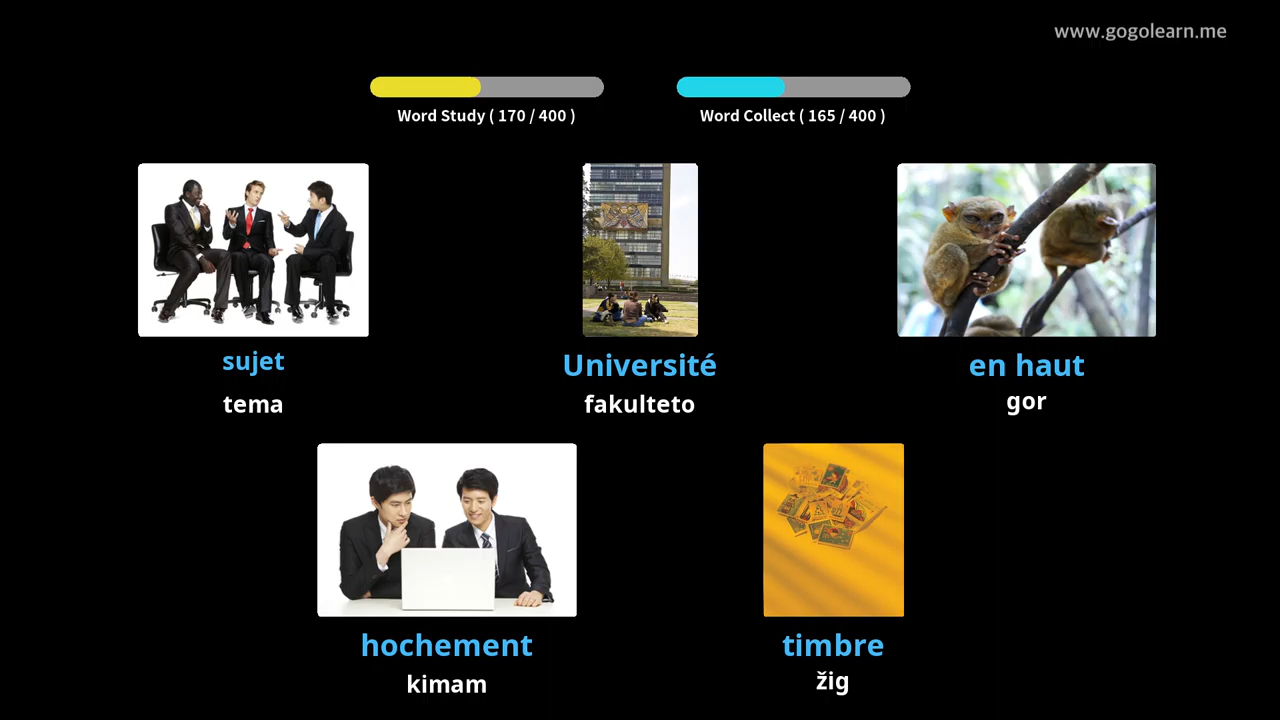 www.gogolearn.me
Word Study ( 170 / 400 )
Word Collect ( 165 / 400 )
sujet
tema
Université
fakulteto
en haut
gor
hochement
kimam
timbre
žig